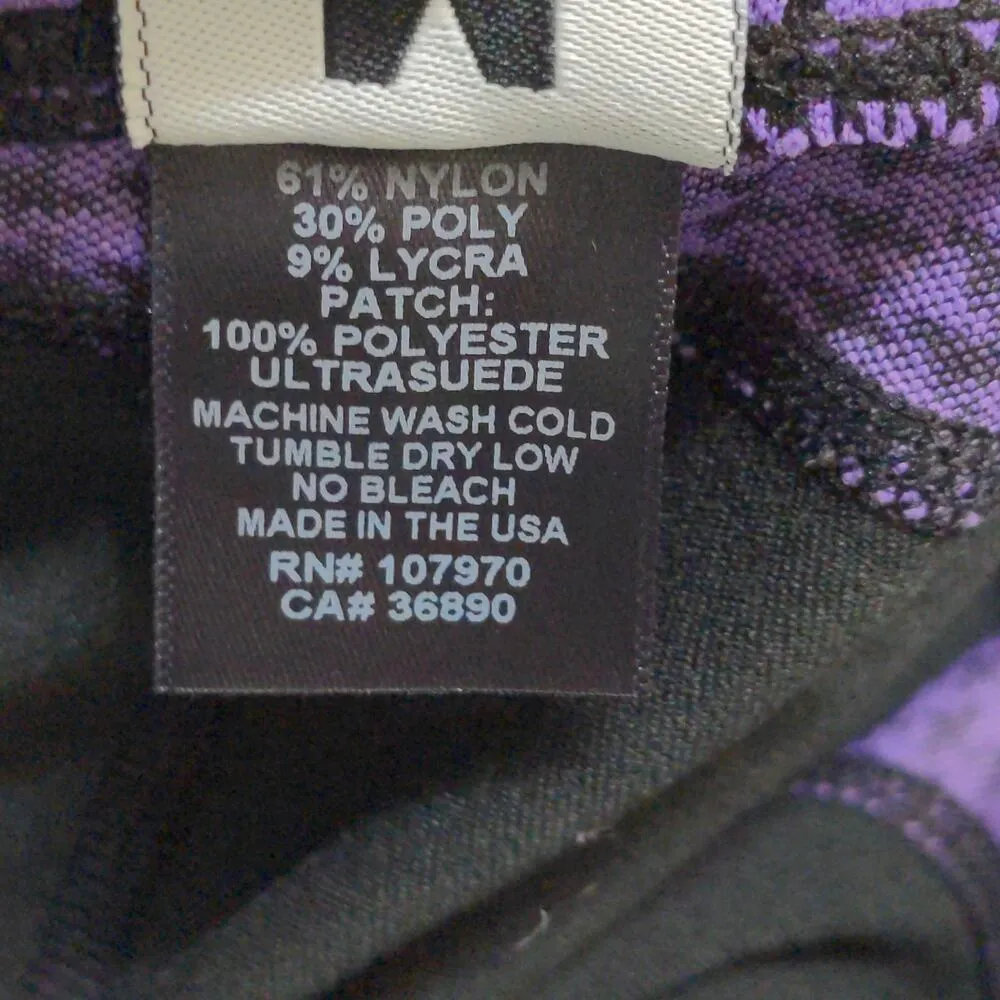 61% NYLON
30% POLY
9% LYCRA
PATCH:
100% POLYESTER
ULTRASUEDE
MACHINE WASH COLD
TUMBLE DRY LOW
NO BLEACH
MADE IN THE USA
RN# 107970
CA# 36890